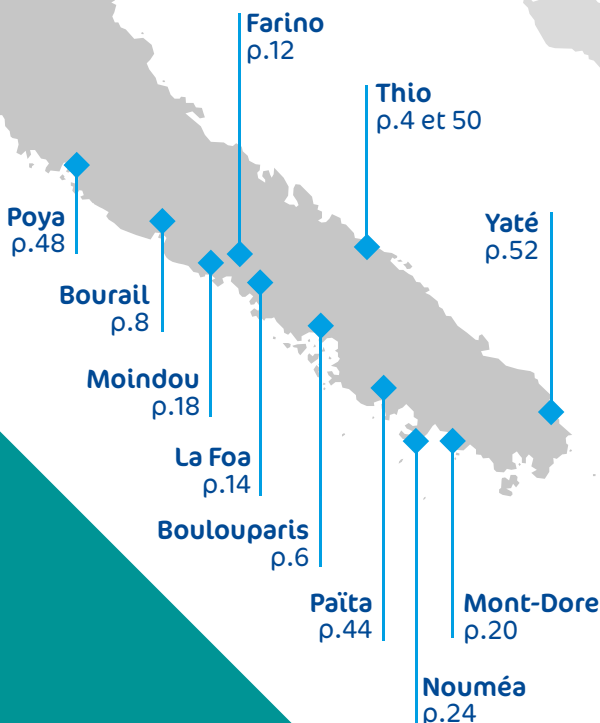 Farino
p.12
Thio
p.4 et 50
Poya
p.48
Yaté
p.52
Bourail
p.8
Moindou
p.18
La Foa
p.14
Boulouparis
p.6
Païta
p.44
Mont-Dore
p.20
Nouméa
p.24